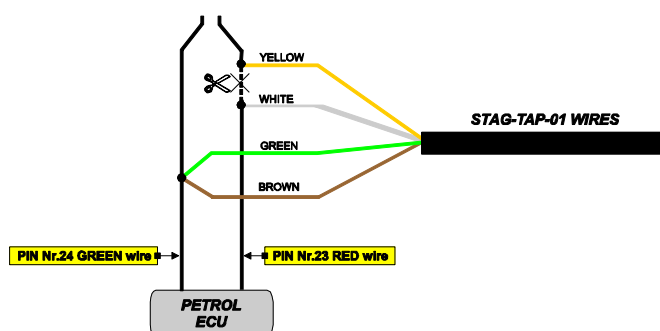 YELLOW
WHITE
STAG-TAP-01 WIRES
GREEN
BROWN
PIN Nr.24 GREEN wire
PIN Nr.23 RED wire
PETROL
ECU